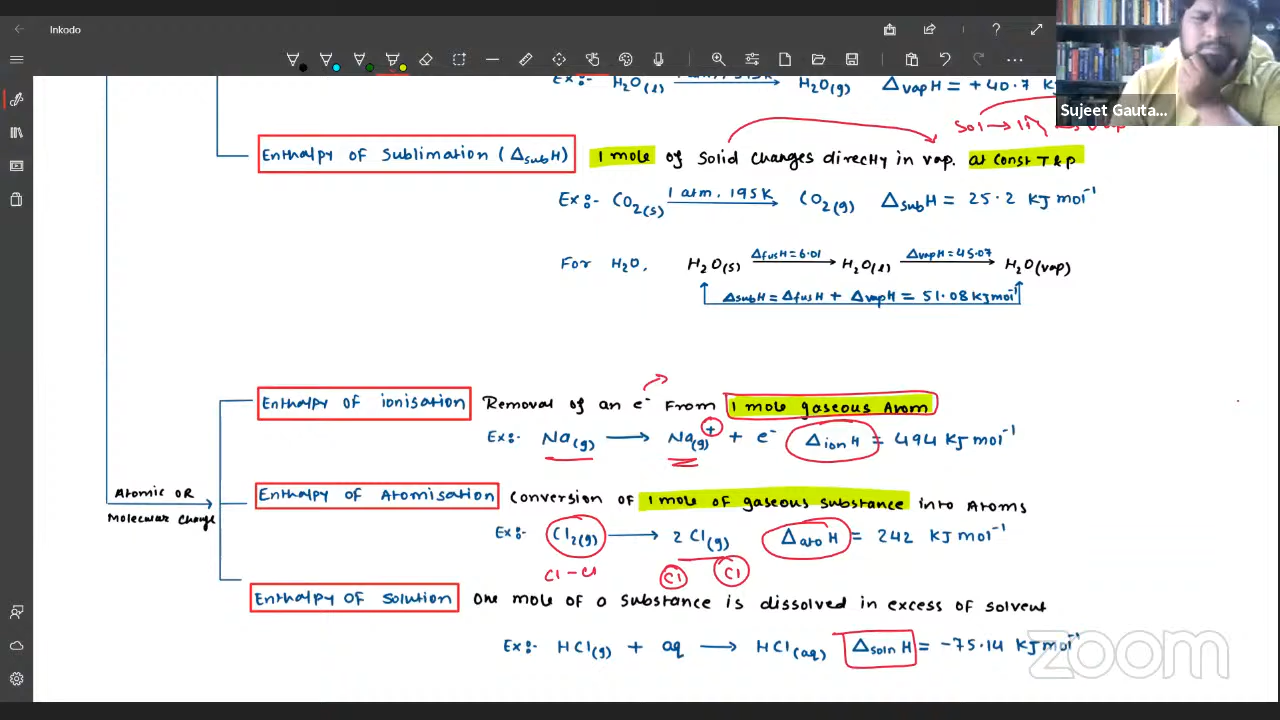 Inkodo
Ex:- H₂O(l) H₂O(g) ΔvapH = +40.7
Sujeet Gauta...
Sol → liq →
Enthalpy of Sublimation (ΔsubH) 1 mole of Solid Changes directly in vap. at Const T & P
Ex:- CO₂(s) 1 atm, 195K CO₂(g) ΔsubH = 25.2 KJ mol⁻¹
For H₂O, H₂O(s) ΔfusH = 6.01 H₂O(l) ΔvapH = 45.07 H₂O(vap)
ΔsubH = ΔfusH + ΔvapH = 51.08 KJ mol⁻¹
Enthalpy of ionisation Removal of an e⁻ From 1 mole gaseous Atom
Ex:- Na(g) → Na(g)⁺ + e⁻ ΔionH = 494 KJ mol⁻¹
Enthalpy of Atomisation Conversion of 1 mole of gaseous substance into Atoms
Atomic OR
Molecular Change
Ex:- Cl₂(g) → 2 Cl(g) ΔatoH = 242 KJ mol⁻¹
Cl – Cl Cl Cl
Enthalpy of solution One mole of a substance is dissolved in excess of solvent
Ex:- HCl(g) + aq → HCl(aq) ΔsolnH = -75.14 KJ mol⁻¹
zoom